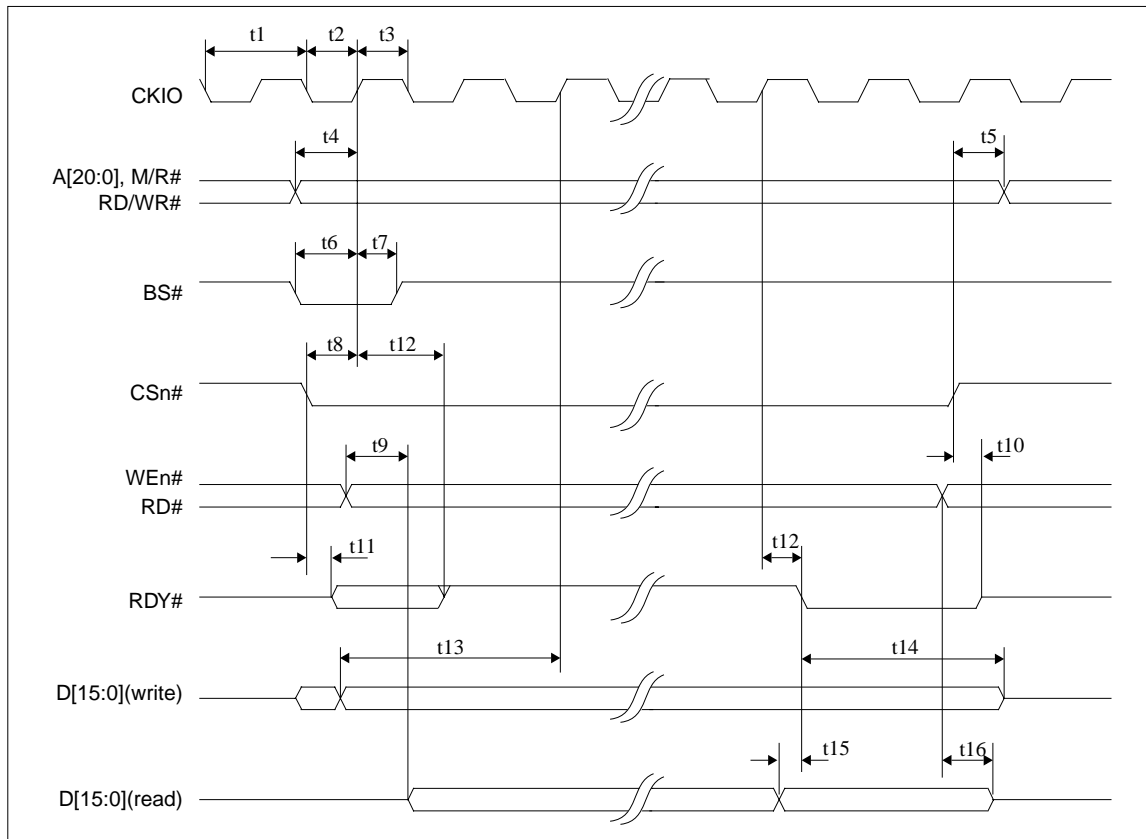 t1 t2 t3
CKIO
t4 t5
A[20:0], M/R#
RD/WR#
t6 t7
BS#
t8 t12
CSn#
t9 t10
WEn#
RD#
t11 t12
RDY#
t13 t14
D[15:0](write)
t15 t16
D[15:0](read)